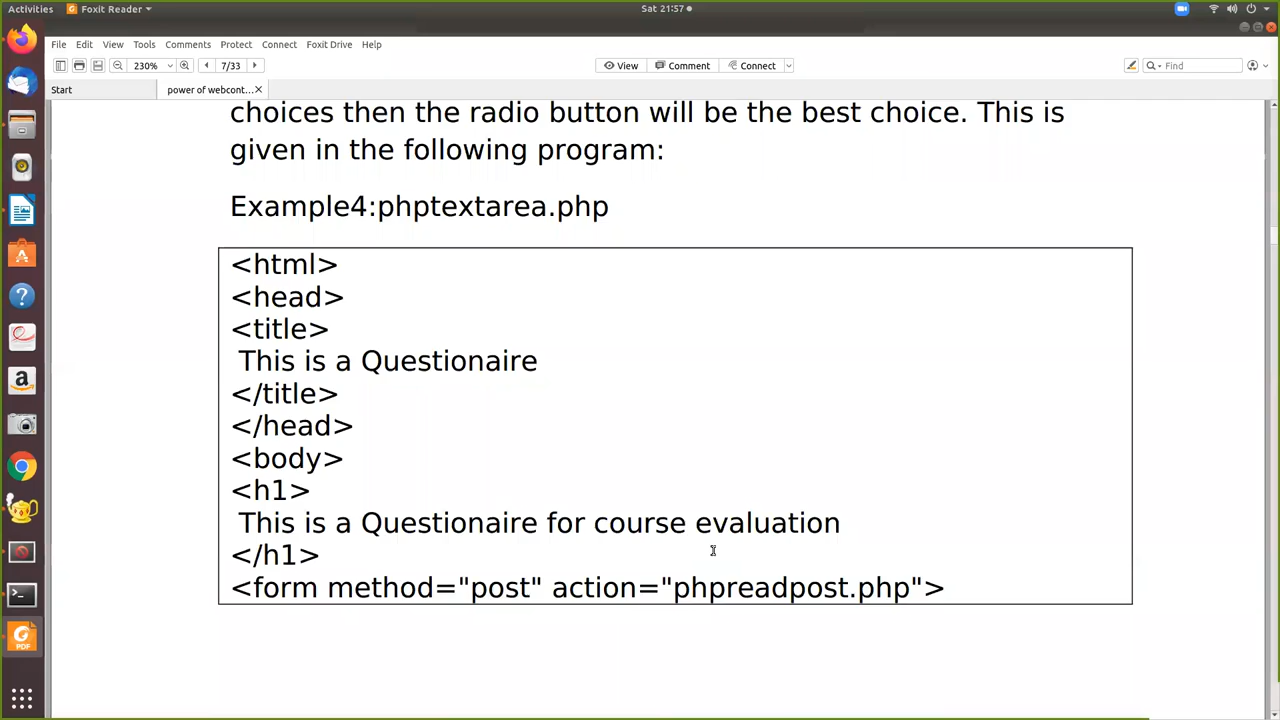 Activities Foxit Reader Sat 21:57
File Edit View Tools Comments Protect Connect Foxit Drive Help
230% 7/33 View Comment Connect Find
Start power of webcont...
choices then the radio button will be the best choice. This is
given in the following program:
Example4:phptextarea.php
<html>
<head>
<title>
This is a Questionaire
</title>
</head>
<body>
<h1>
This is a Questionaire for course evaluation
</h1>
<form method="post" action="phpreadpost.php">
PDF